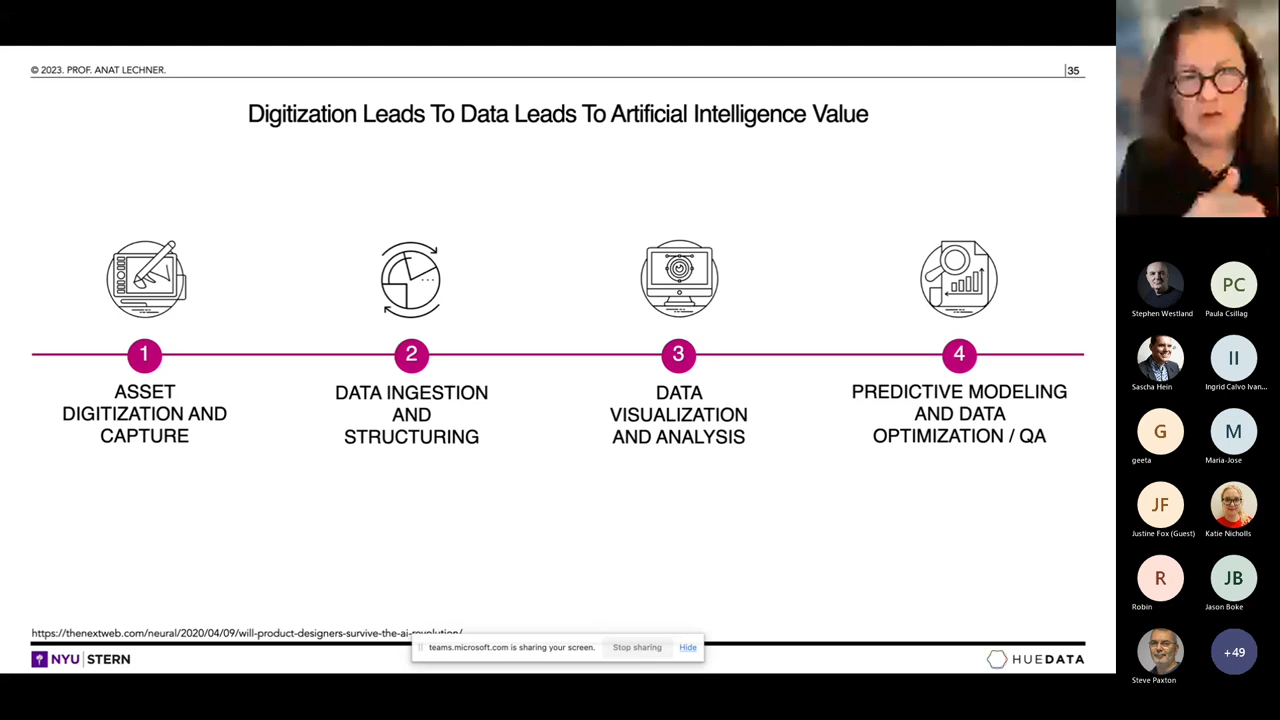 © 2023. PROF. ANAT LECHNER.
|35
Digitization Leads To Data Leads To Artificial Intelligence Value
1
2
3
4
ASSET
DIGITIZATION AND
CAPTURE
DATA INGESTION
AND
STRUCTURING
DATA
VISUALIZATION
AND ANALYSIS
PREDICTIVE MODELING
AND DATA
OPTIMIZATION / QA
https://thenextweb.com/neural/2020/04/09/will-product-designers-survive-the-ai-revolution/
teams.microsoft.com is sharing your screen.
Stop sharing
Hide
NYU | STERN
HUEDATA
Stephen Westland
PC
Paula Csillag
Sascha Hein
II
Ingrid Calvo Ivan...
G
geeta
M
Maria-Jose
JF
Justine Fox (Guest)
Katie Nicholls
R
Robin
JB
Jason Boke
Steve Paxton
+49